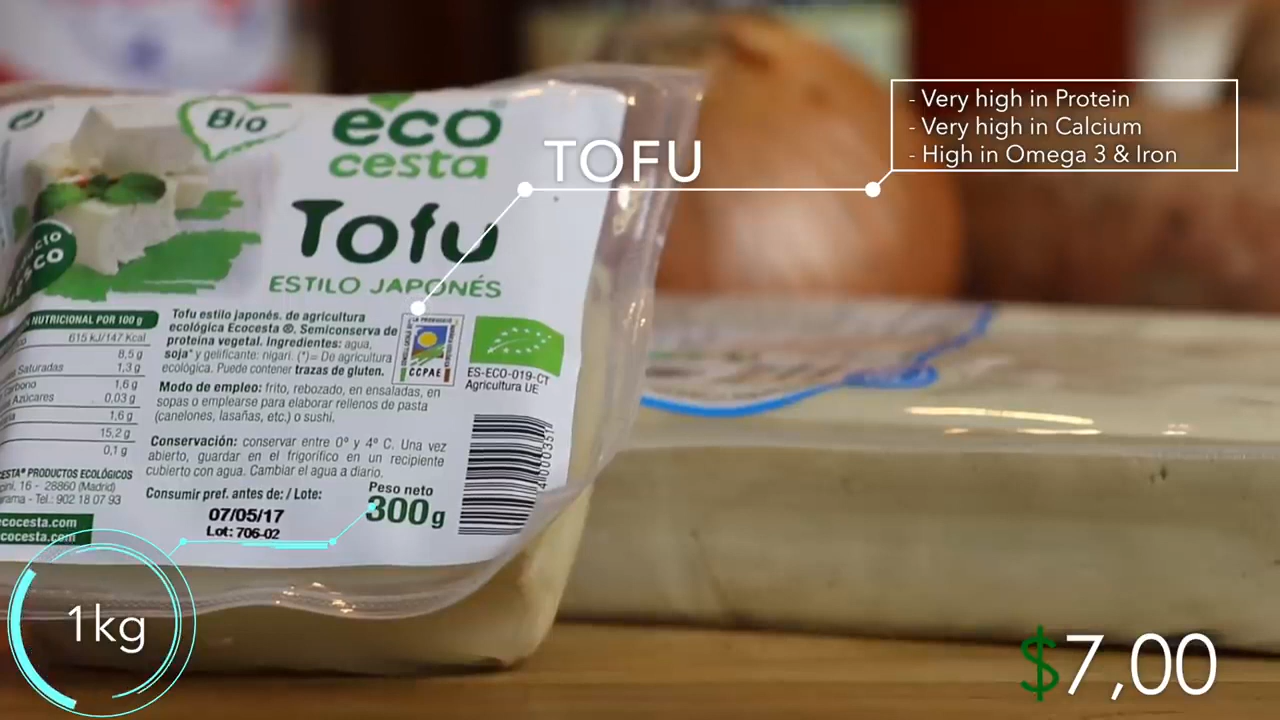 - Very high in Protein
- Very high in Calcium
- High in Omega 3 & Iron
TOFU
Bio
eco
cesta
Tofu
ESTILO JAPONÉS
NUTRICIONAL POR 100 g
615 kJ/147 Kcal
8,5 g
Saturadas 1,3 g
1,6 g
Azúcares 0,03 g
1,6 g
15,2 g
0,1 g
Tofu estilo japonés. de agricultura
ecológica Ecocesta ®. Semiconserva de
proteína vegetal. Ingredientes: agua,
soja* y gelificante: nigari. (*)= De agricultura
ecológica. Puede contener trazas de gluten.
CCPAE
ES-ECO-019-CT
Agricultura UE
Modo de empleo: frito, rebozado, en ensaladas, en
sopas o emplearse para elaborar rellenos de pasta
(canelones, lasañas, etc.) o sushi.
Conservación: conservar entre 0º y 4º C. Una vez
abierto, guardar en el frigorífico en un recipiente
cubierto con agua. Cambiar el agua a diario.
PRODUCTOS ECOLÓGICOS
16 - 28860 (Madrid)
Tel.: 902 18 07 93
ecocesta.com
Consumir pref. antes de: / Lote:
07/05/17
Lot: 706-02
Peso neto
300g
1kg
$7,00